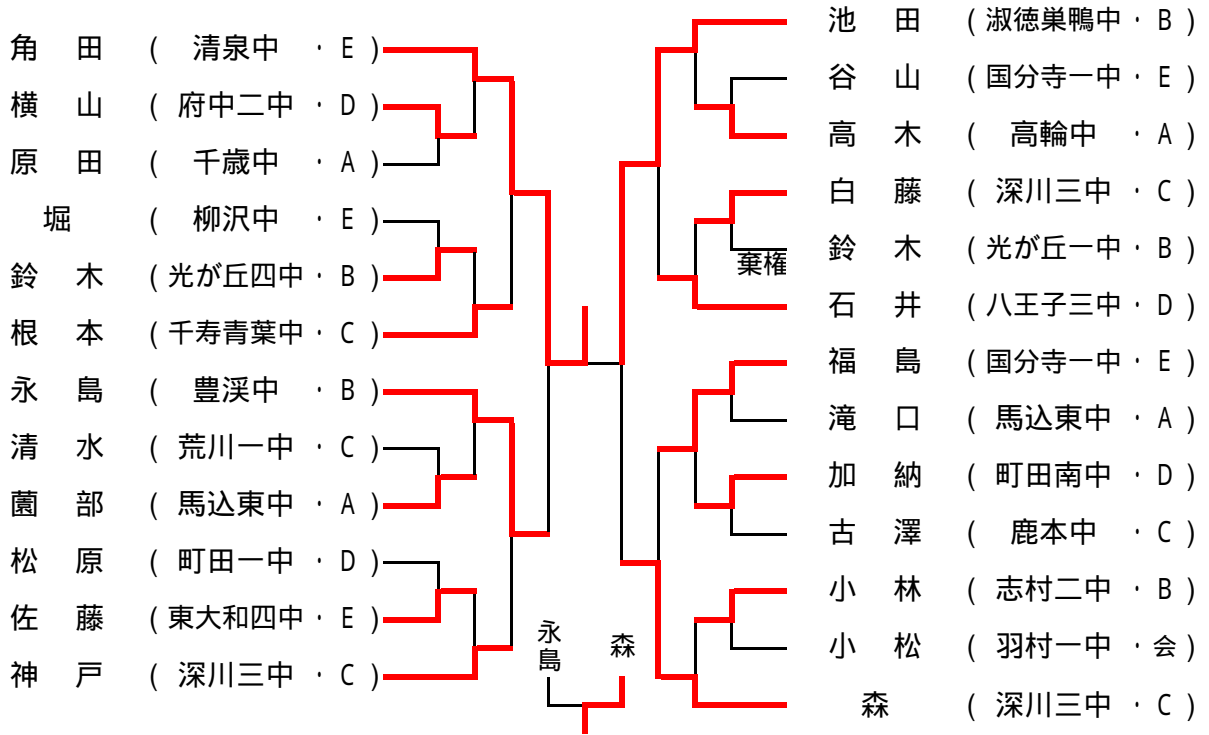 角 田 ( 清泉中 ・ E )
横 山 ( 府中二中 ・ D )
原 田 ( 千歳中 ・ A )
堀 ( 柳沢中 ・ E )
鈴 木 ( 光が丘四中 ・ B )
根 本 ( 千寿青葉中 ・ C )
永 島 ( 豊渓中 ・ B )
清 水 ( 荒川一中 ・ C )
薗 部 ( 馬込東中 ・ A )
松 原 ( 町田一中 ・ D )
佐 藤 ( 東大和四中 ・ E )
神 戸 ( 深川三中 ・ C )
永島
森
池 田 ( 淑徳巣鴨中 ・ B )
谷 山 ( 国分寺一中 ・ E )
高 木 ( 高輪中 ・ A )
白 藤 ( 深川三中 ・ C )
鈴 木 ( 光が丘一中 ・ B )
棄権
石 井 ( 八王子三中 ・ D )
福 島 ( 国分寺一中 ・ E )
滝 口 ( 馬込東中 ・ A )
加 納 ( 町田南中 ・ D )
古 澤 ( 鹿本中 ・ C )
小 林 ( 志村二中 ・ B )
小 松 ( 羽村一中 ・ 会 )
森 ( 深川三中 ・ C )